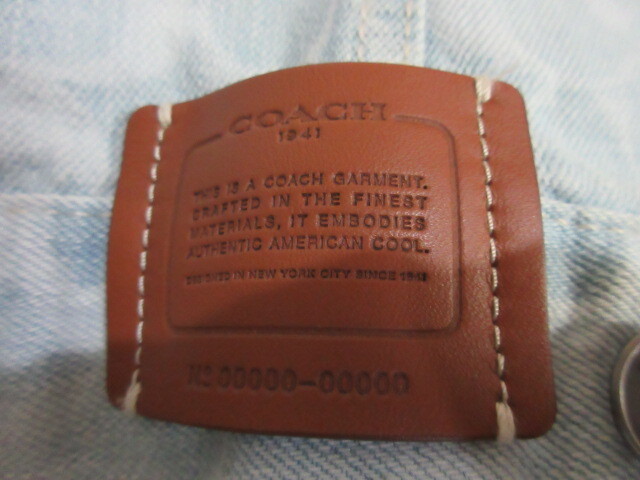 COACH
1941
THIS IS A COACH GARMENT.
CRAFTED IN THE FINEST
MATERIALS, IT EMBODIES
AUTHENTIC AMERICAN COOL.
IN NEW YORK CITY SINCE 1941
No 00000-00000